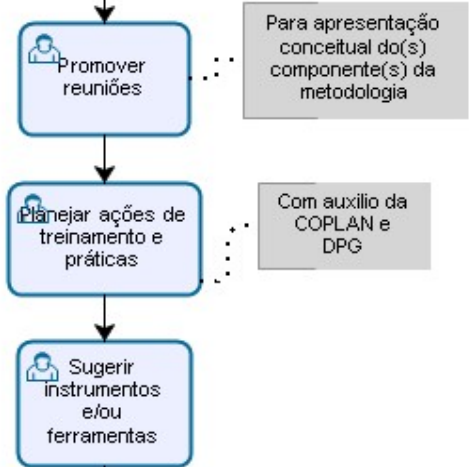 Promover
reuniões
Para apresentação
conceitual do(s)
componente(s) da
metodologia
Planejar ações de
treinamento e
práticas
Com auxilio da
COPLAN e
DPG
Sugerir
instrumentos
e/ou
ferramentas